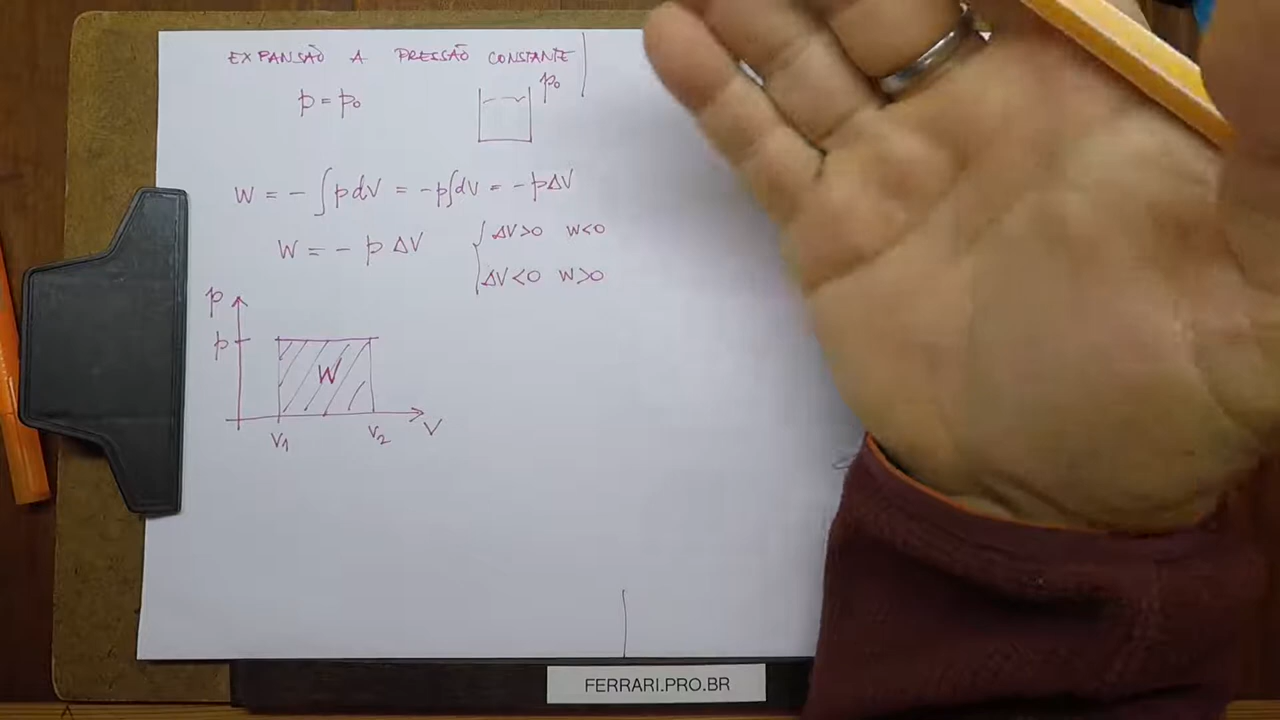 EXPANSÃO A PRESSÃO CONSTANTE
p = p₀
p₀
W = - ∫ p dV = - p ∫ dV = - p ΔV
W = - p ΔV
{ ΔV > 0 W < 0
ΔV < 0 W > 0
p
p
W
V₁
V₂
V
FERRARI.PRO.BR